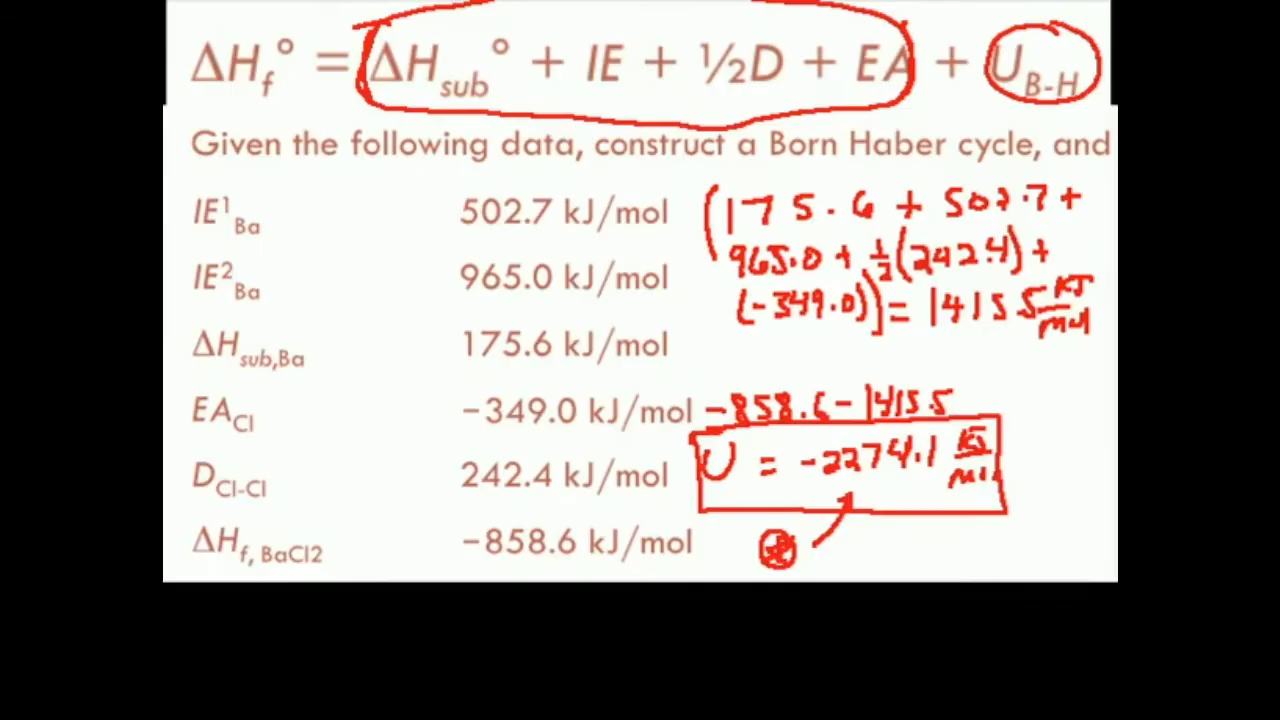 ΔHf° = ΔHsub° + IE + ½D + EA + UB-H
Given the following data, construct a Born Haber cycle, and
IE¹Ba 502.7 kJ/mol
IE²Ba 965.0 kJ/mol
ΔHsub,Ba 175.6 kJ/mol
EACl −349.0 kJ/mol
DCl-Cl 242.4 kJ/mol
ΔHf, BaCl2 −858.6 kJ/mol
(175.6 + 502.7 +
965.0 + ½(242.4) +
(-349.0)) = 1415.5 kJ/mol
-858.6 - 1415.5
U = -2274.1 kJ/mol